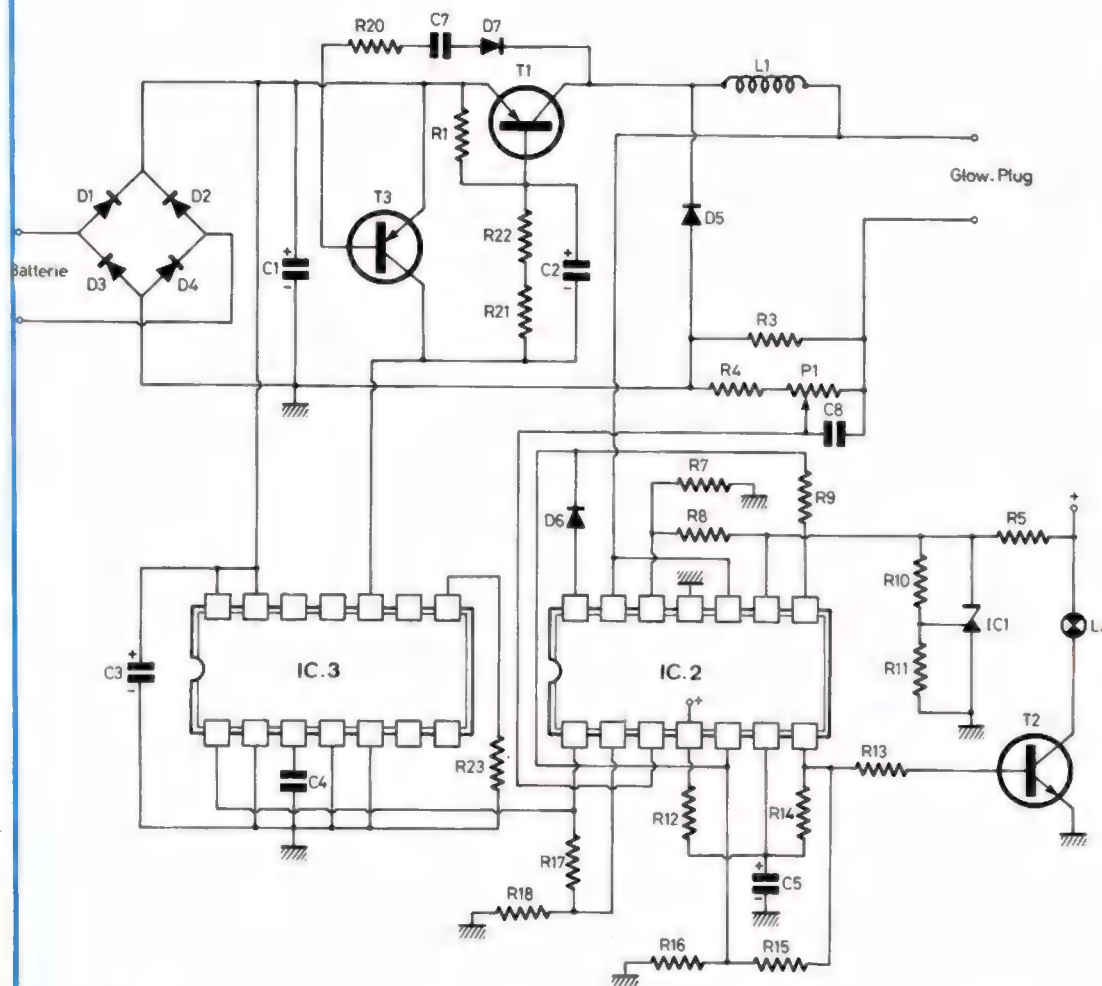 R20
C7
D7
T1
L1
R1
Glow. Plug
D1
D2
T3
D5
R22
Batterie
C1
+
-
C2
+
-
D3
D4
R21
R3
R4
P1
C8
R7
R9
+
D6
R8
R5
R10
IC1
C3
+
-
IC.3
IC.2
R11
+
T2
R13
C4
R23
R12
R14
R17
C5
+
-
R18
R16
R15